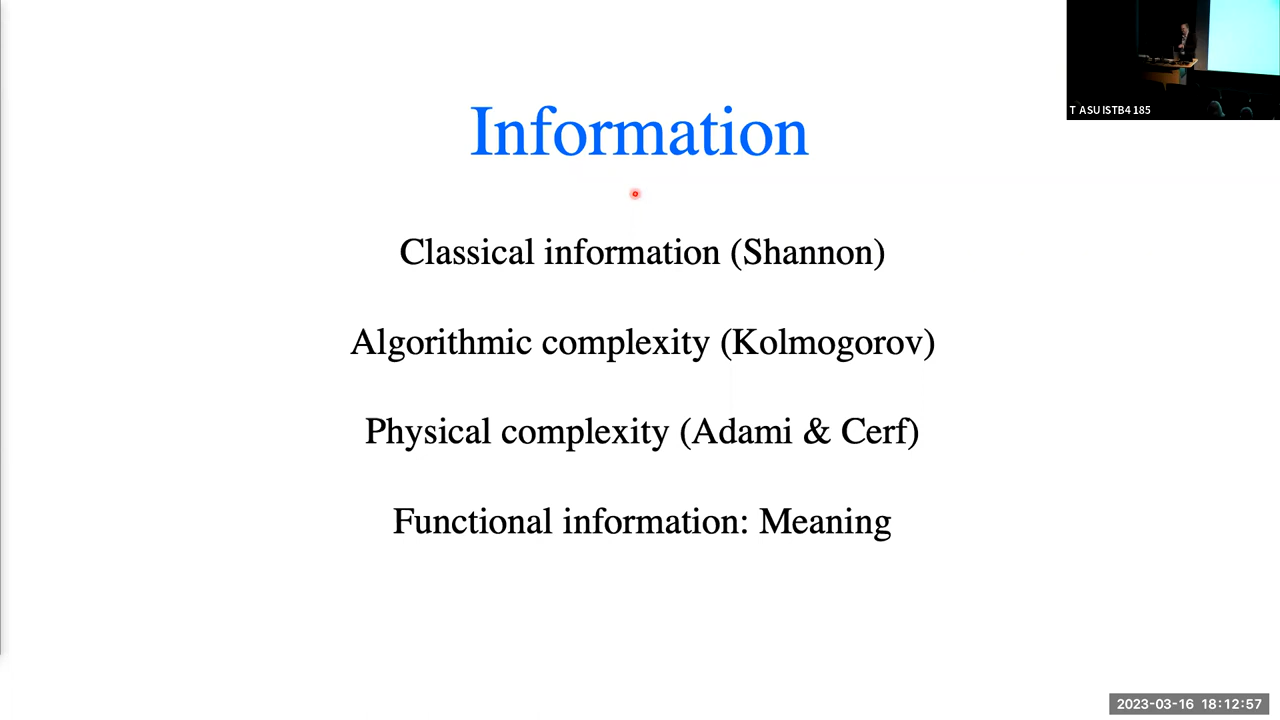 Information
T ASU ISTB4 185
Classical information (Shannon)
Algorithmic complexity (Kolmogorov)
Physical complexity (Adami & Cerf)
Functional information: Meaning
2023-03-16 18:12:57